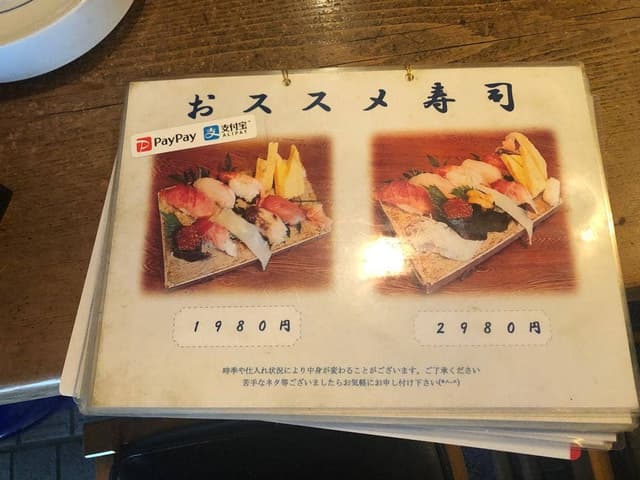 おススメ寿司
PayPay 支付宝™
ALIPAY
1980円
2980円
時季や仕入れ状況により中身が変わることがございます。ご了承ください
苦手なネタ等ございましたらお気軽にお申し付け下さい(*^-^)